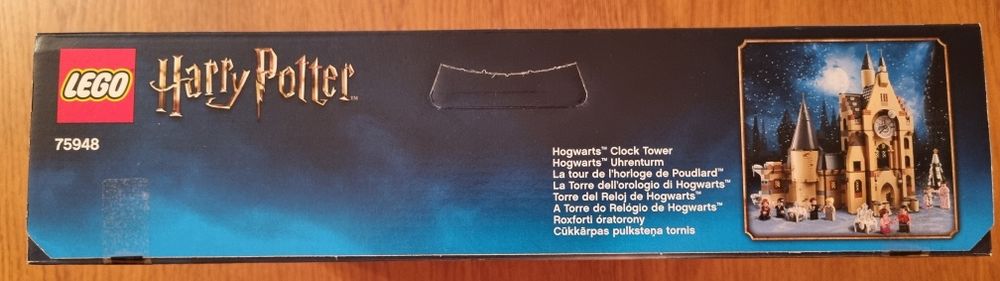 LEGO
Harry Potter™
75948
Hogwarts™ Clock Tower
Hogwarts™ Uhrenturm
La tour de l'horloge de Poudlard™
La Torre dell'orologio di Hogwarts™
Torre del Reloj de Hogwarts™
A Torre do Relógio de Hogwarts™
Roxforti óratorony
Cūkkārpas pulksteņa tornis